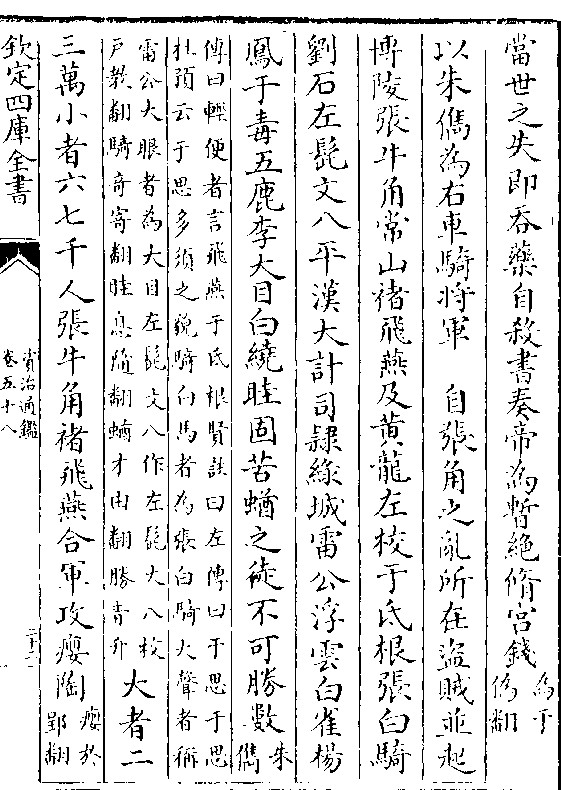 當世之失即吞藥自殺書奏帝為暫絶脩宫錢為于偽翻
以朱儁為右車騎將軍　自張角之亂所在盜賊並起
博陵張牛角常山褚飛燕及黄龍左校于氐根張白騎
劉石左髭文八平漢大計司隸緣城雷公浮雲白雀楊
鳳于毒五鹿李大目白繞眭固苦蝤之徒不可勝數朱儁
傳曰輕便者言飛燕于氐根賢註曰左傳曰于思于思
杜預云于思多須之貌騎白馬者為張白騎大聲者稱
雷公大眼者為大目左髭文八作左髭大八校
戸教翻騎奇寄翻眭息隨翻蝤才由翻勝音升
大者二
三萬小者六七千人張牛角褚飛燕合軍攻癭陶癭於郢翻
欽定四庫全書
資治通鑑
卷五十八